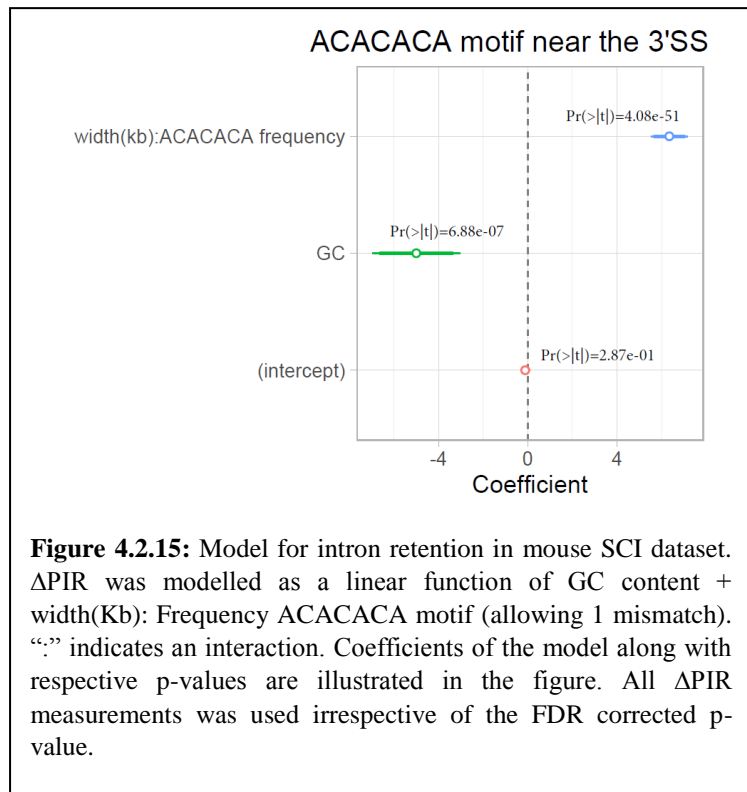 ACACACA motif near the 3'SS
Pr(>|t|)=4.08e-51
width(kb):ACACACA frequency
Pr(>|t|)=6.88e-07
GC
Pr(>|t|)=2.87e-01
(intercept)
-4 0 4
Coefficient
Figure 4.2.15: Model for intron retention in mouse SCI dataset.
ΔPIR was modelled as a linear function of GC content +
width(Kb): Frequency ACACACA motif (allowing 1 mismatch).
“:” indicates an interaction. Coefficients of the model along with
respective p-values are illustrated in the figure. All ΔPIR
measurements was used irrespective of the FDR corrected p-
value.